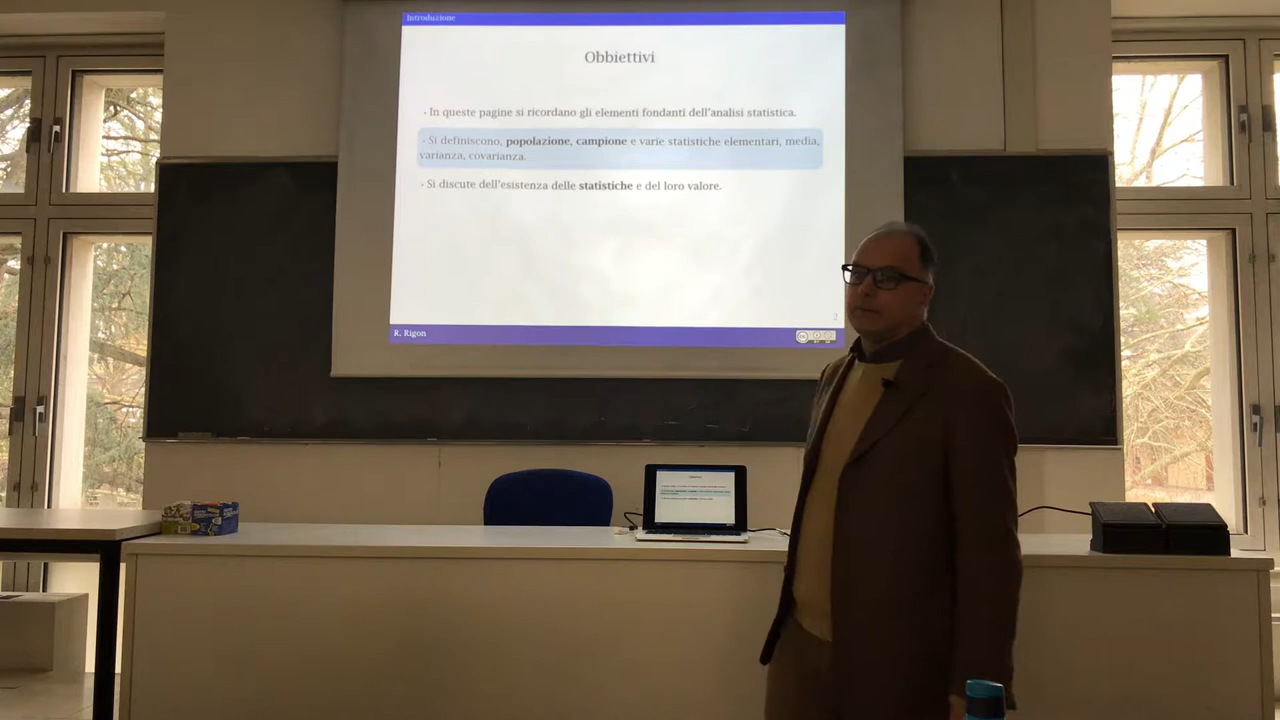 Introduzione
Obbiettivi
· In queste pagine si ricordano gli elementi fondanti dell'analisi statistica.
· Si definiscono, popolazione, campione e varie statistiche elementari, media,
varianza, covarianza.
· Si discute dell'esistenza delle statistiche e del loro valore.
2
R. Rigon